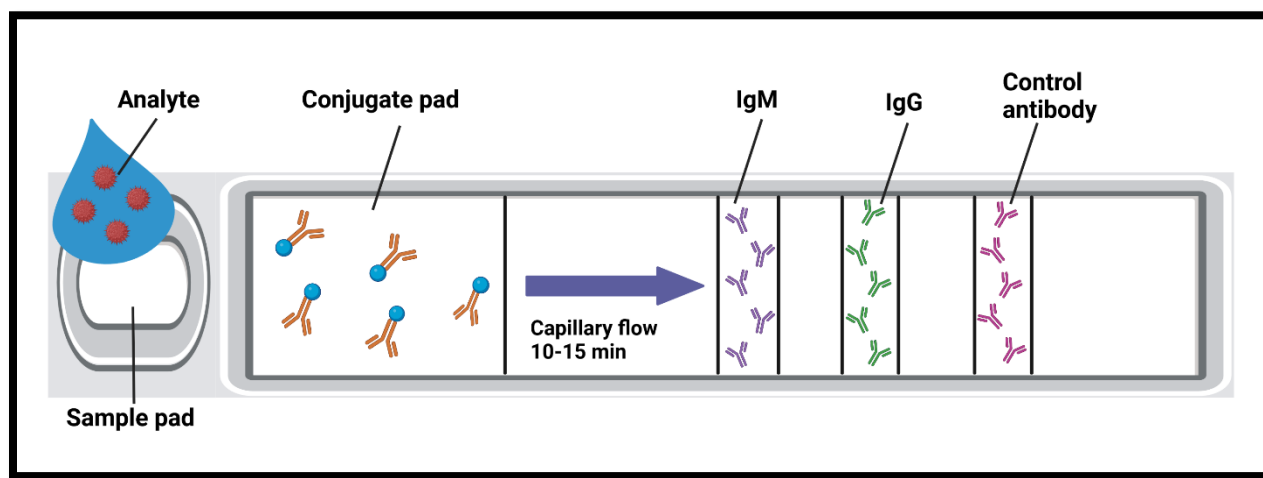 Analyte
Conjugate pad
IgM
IgG
Control
antibody
Capillary flow
10-15 min
Sample pad